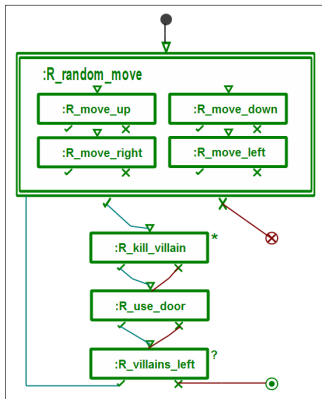 :R_random_move
:R_move_up :R_move_down
:R_move_right :R_move_left
:R_kill_villain *
:R_use_door
:R_villains_left ?